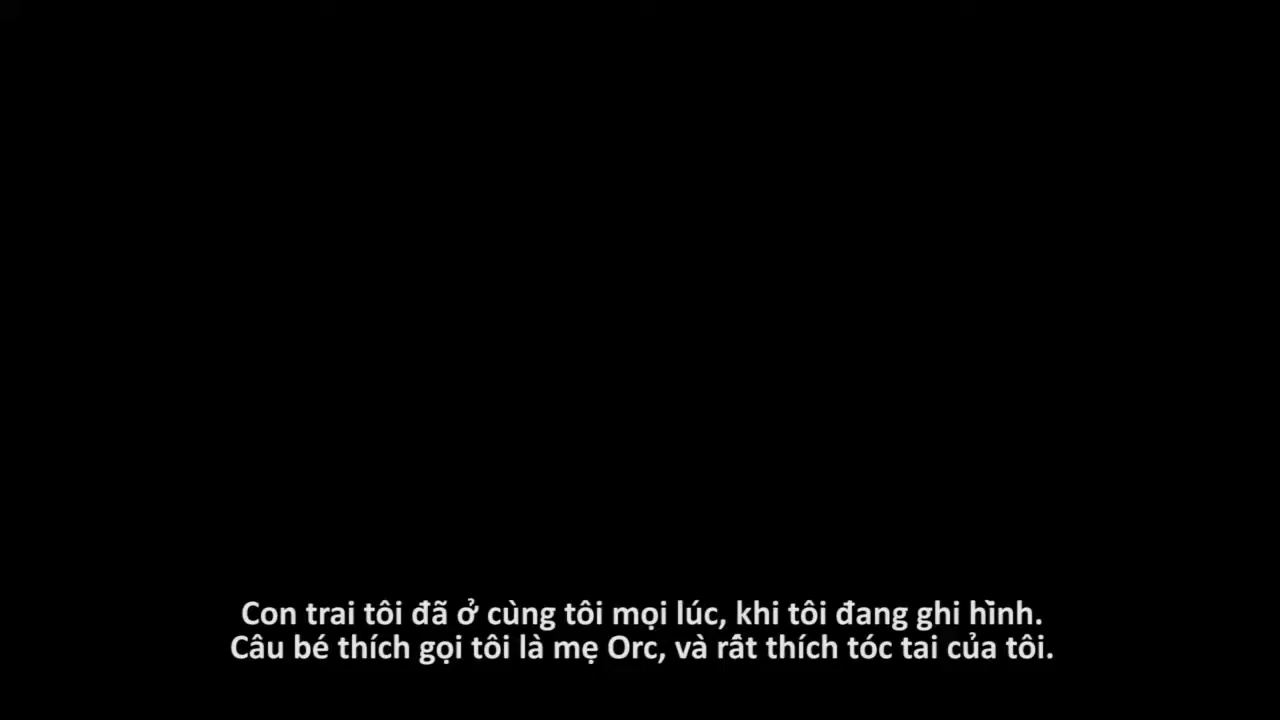 Con trai tôi đã ở cùng tôi mọi lúc, khi tôi đang ghi hình.
Câu bé thích gọi tôi là mẹ Orc, và rất thích tóc tai của tôi.